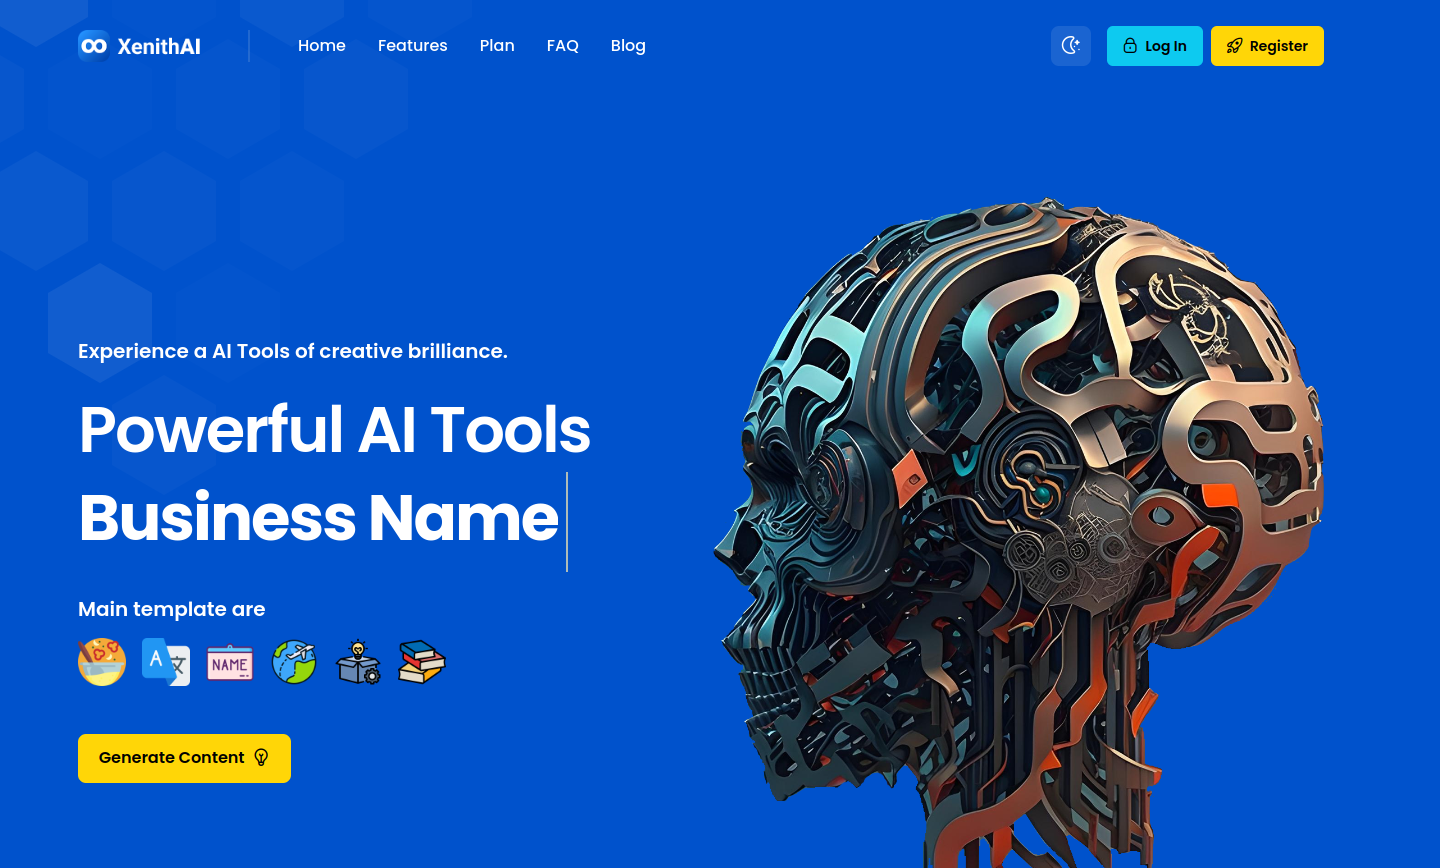 XenithAI
Home Features Plan FAQ Blog
Log In
Register
Experience a AI Tools of creative brilliance.
Powerful AI Tools
Business Name
Main template are
A 文
NAME
Generate Content